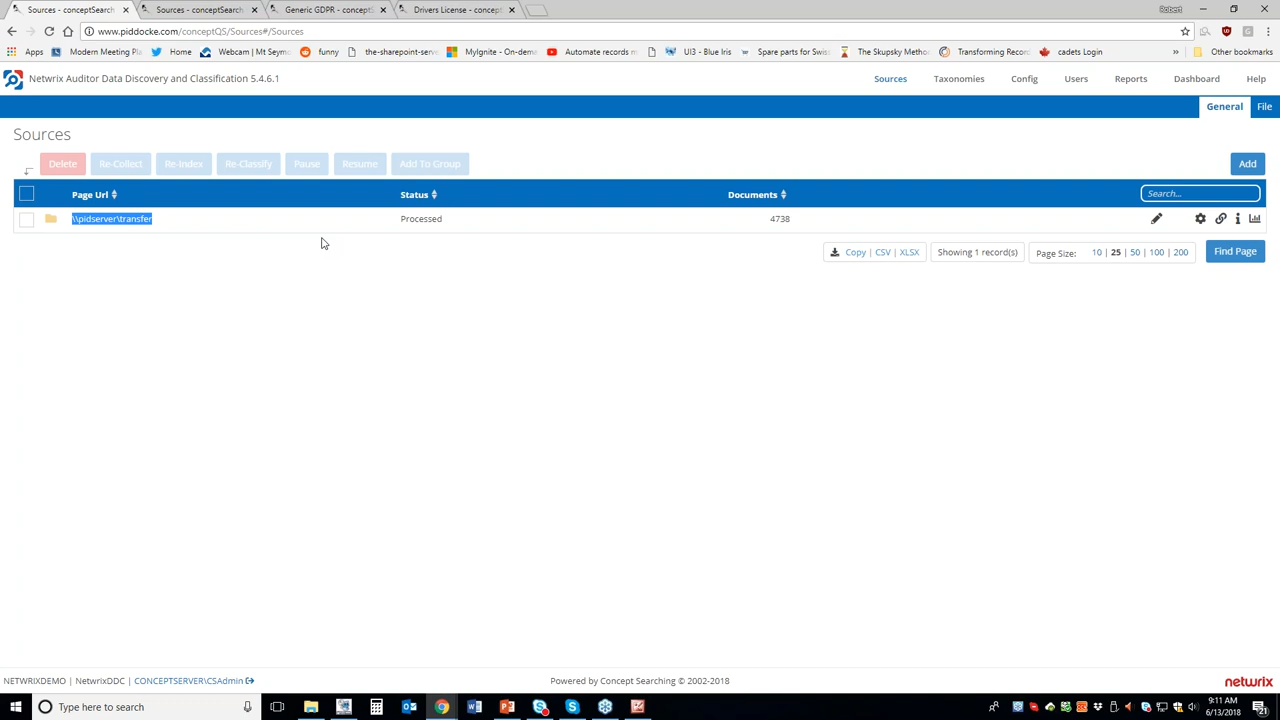 Sources - conceptSearch
Sources - conceptSearch
Generic GDPR - conceptS
Drivers License - concept
Robert
www.piddocke.com/conceptQS/Sources#/Sources
Apps
Modern Meeting Pla
Home
Webcam | Mt Seymo
funny
the-sharepoint-serve
MyIgnite - On-dema
Automate records m
UI3 - Blue Iris
Spare parts for Swiss
The Skupsky Metho
Transforming Record
cadets Login
»
Other bookmarks
Netwrix Auditor Data Discovery and Classification 5.4.6.1
Sources
Taxonomies
Config
Users
Reports
Dashboard
Help
General
File
Sources
Delete
Re-Collect
Re-Index
Re-Classify
Pause
Resume
Add To Group
Add
Page Url
Status
Documents
Search...
\\pidserver\transfer
Processed
4738
Copy | CSV | XLSX
Showing 1 record(s)
Page Size: 10 | 25 | 50 | 100 | 200
Find Page
NETWRIXDEMO | NetwrixDDC | CONCEPTSERVER\CSAdmin
Powered by Concept Searching © 2002-2018
netwrix
Type here to search
9:11 AM
6/13/2018
21